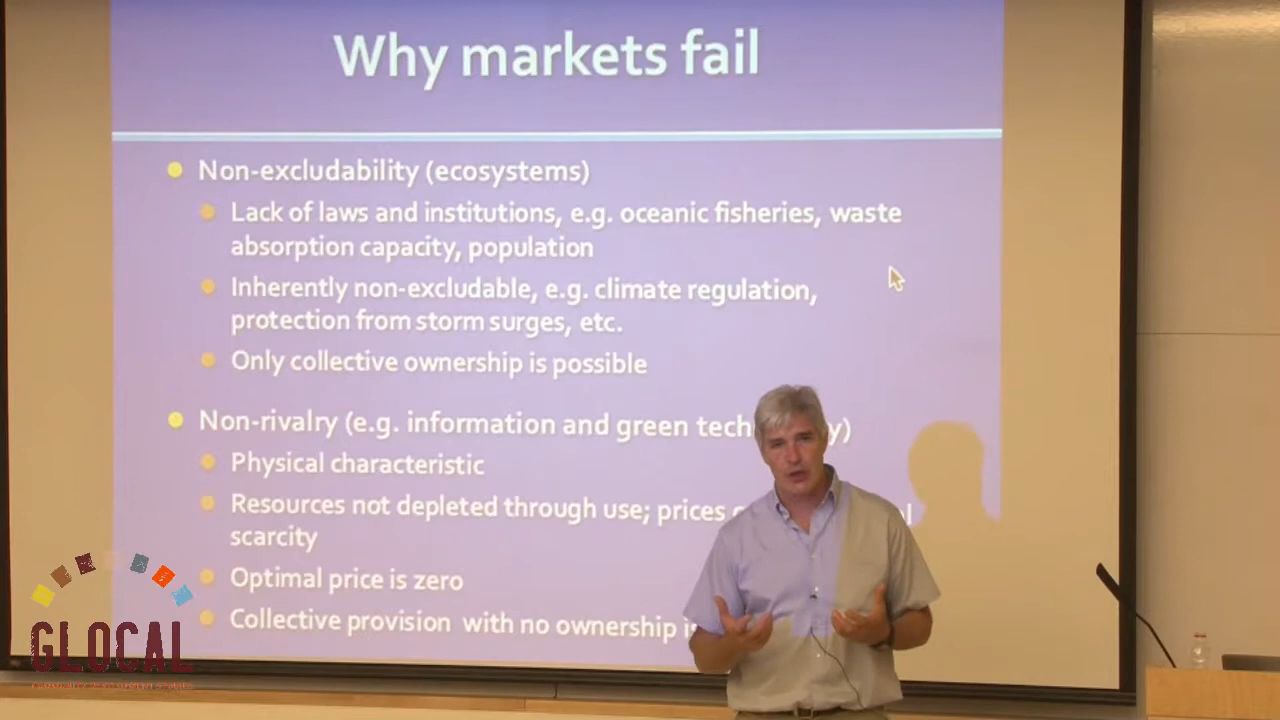 Why markets fail
Non-excludability (ecosystems)
Lack of laws and institutions, e.g. oceanic fisheries, waste
absorption capacity, population
Inherently non-excludable, e.g. climate regulation,
protection from storm surges, etc.
Only collective ownership is possible
Non-rivalry (e.g. information and green
Physical characteristic
Resources not depleted through use; prices
scarcity
Optimal price is zero
Collective provision with no ownership
GLOCAL